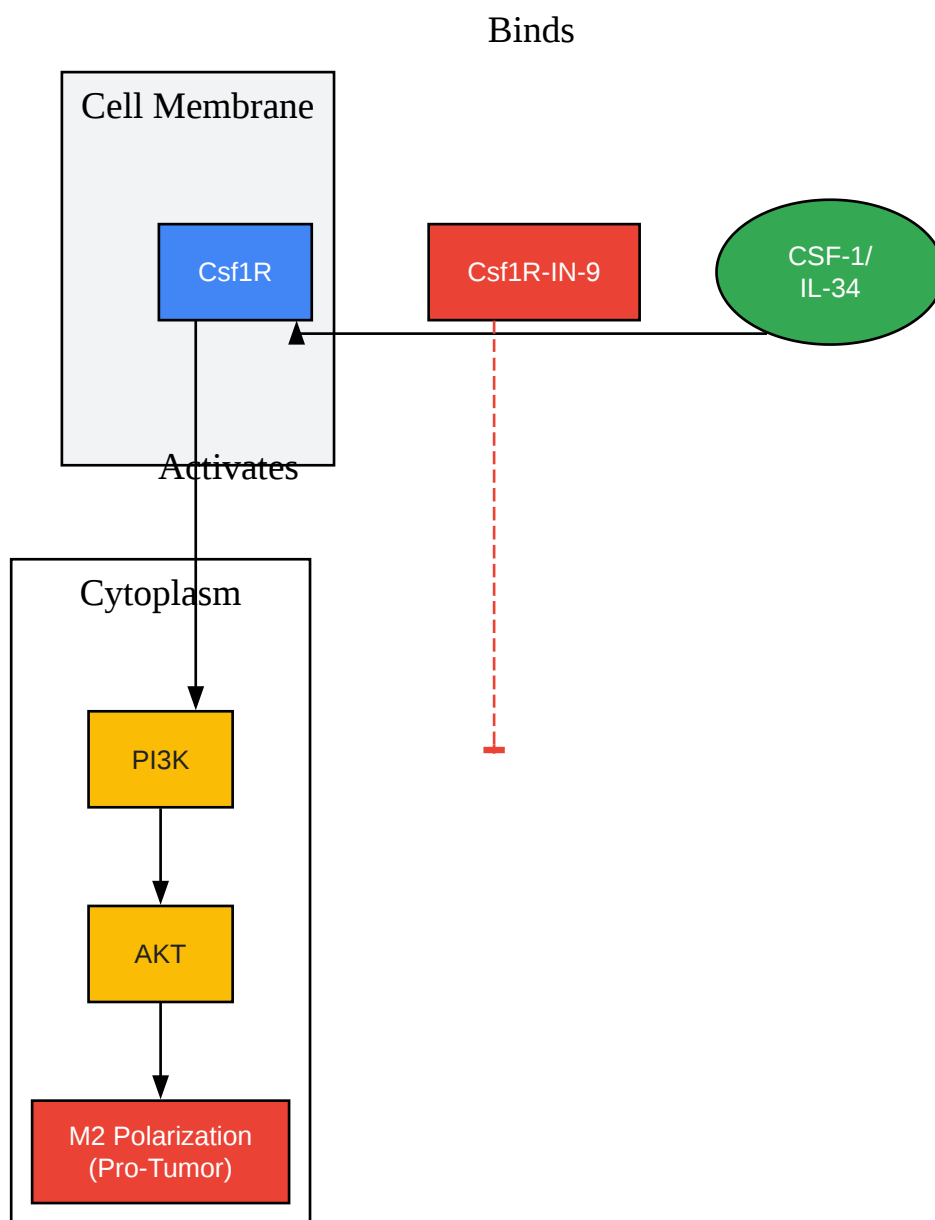 Binds
Cell Membrane
Csf1R
Csf1R-IN-9
CSF-1/
IL-34
Activates
Cytoplasm
PI3K
AKT
M2 Polarization
(Pro-Tumor)